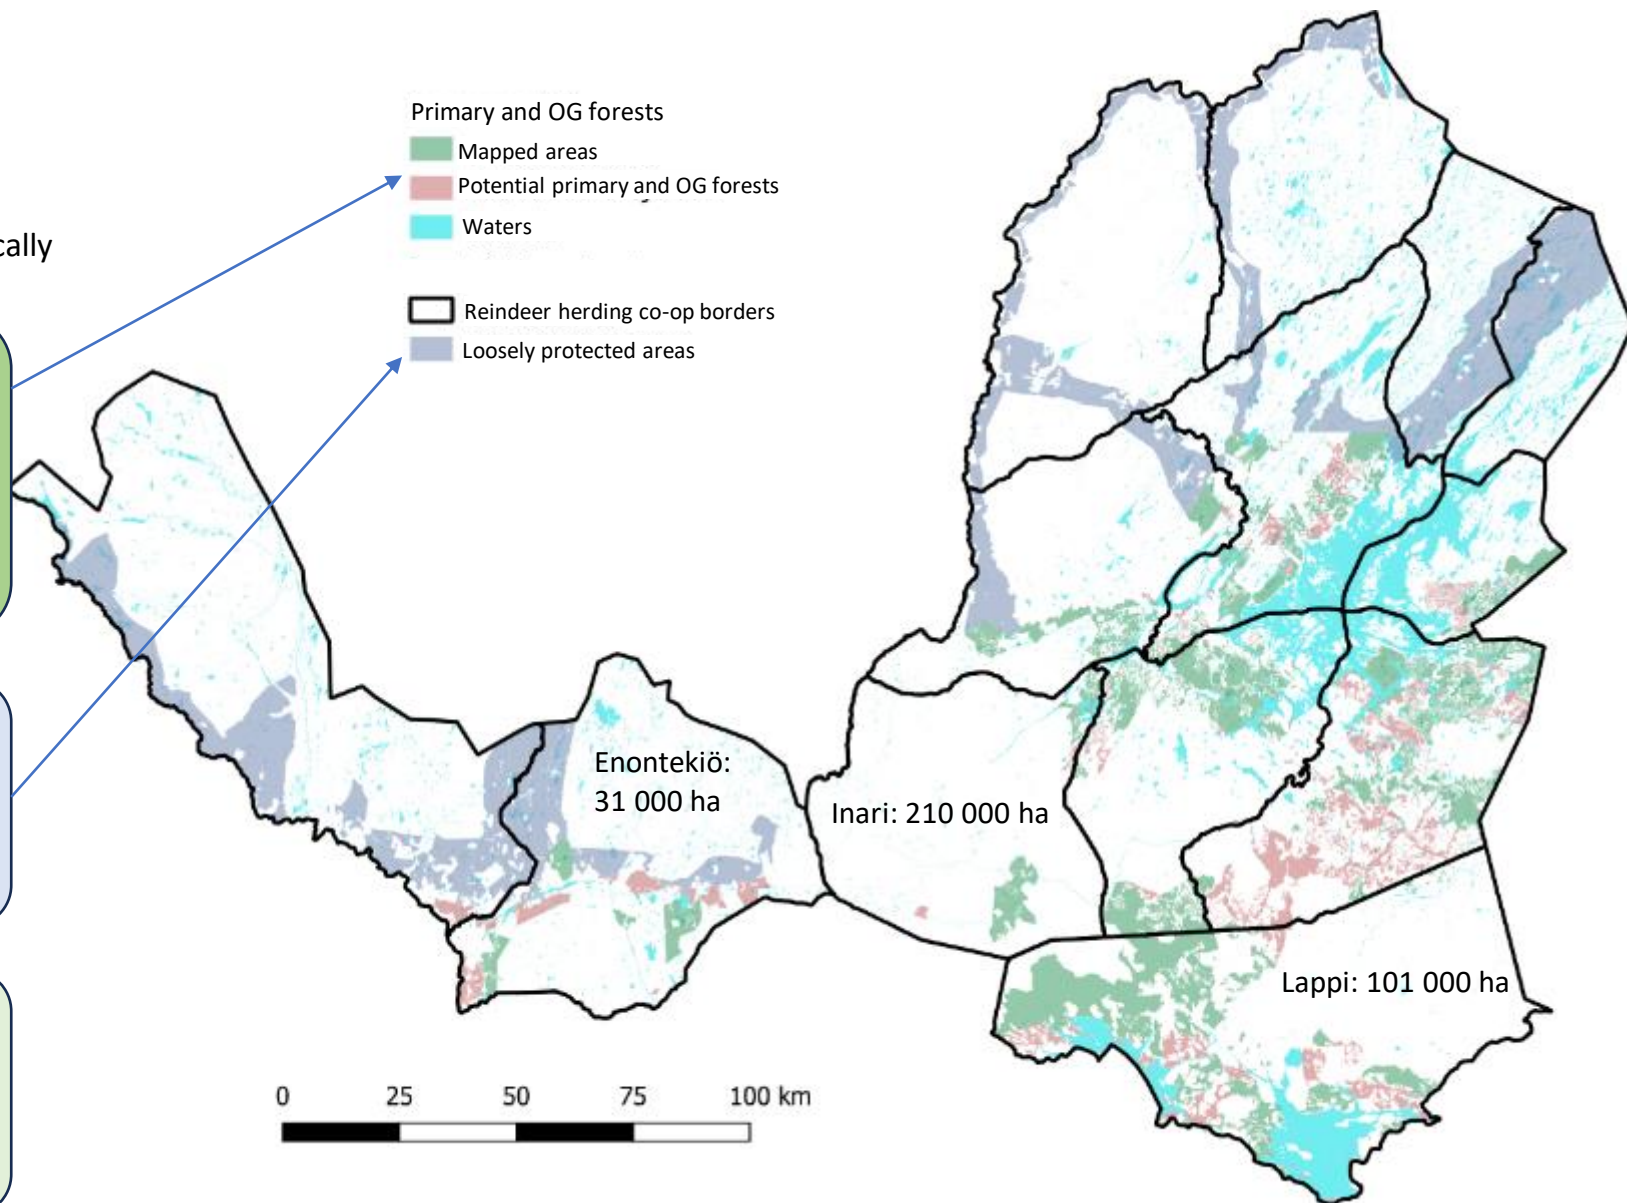 Primary and OG forests
Mapped areas
Potential primary and OG forests
Waters
cally
Reindeer herding co-op borders
Loosely protected areas
Enontekiö:
31 000 ha
Inari: 210 000 ha
Lappi: 101 000 ha
0 25 50 75 100 km